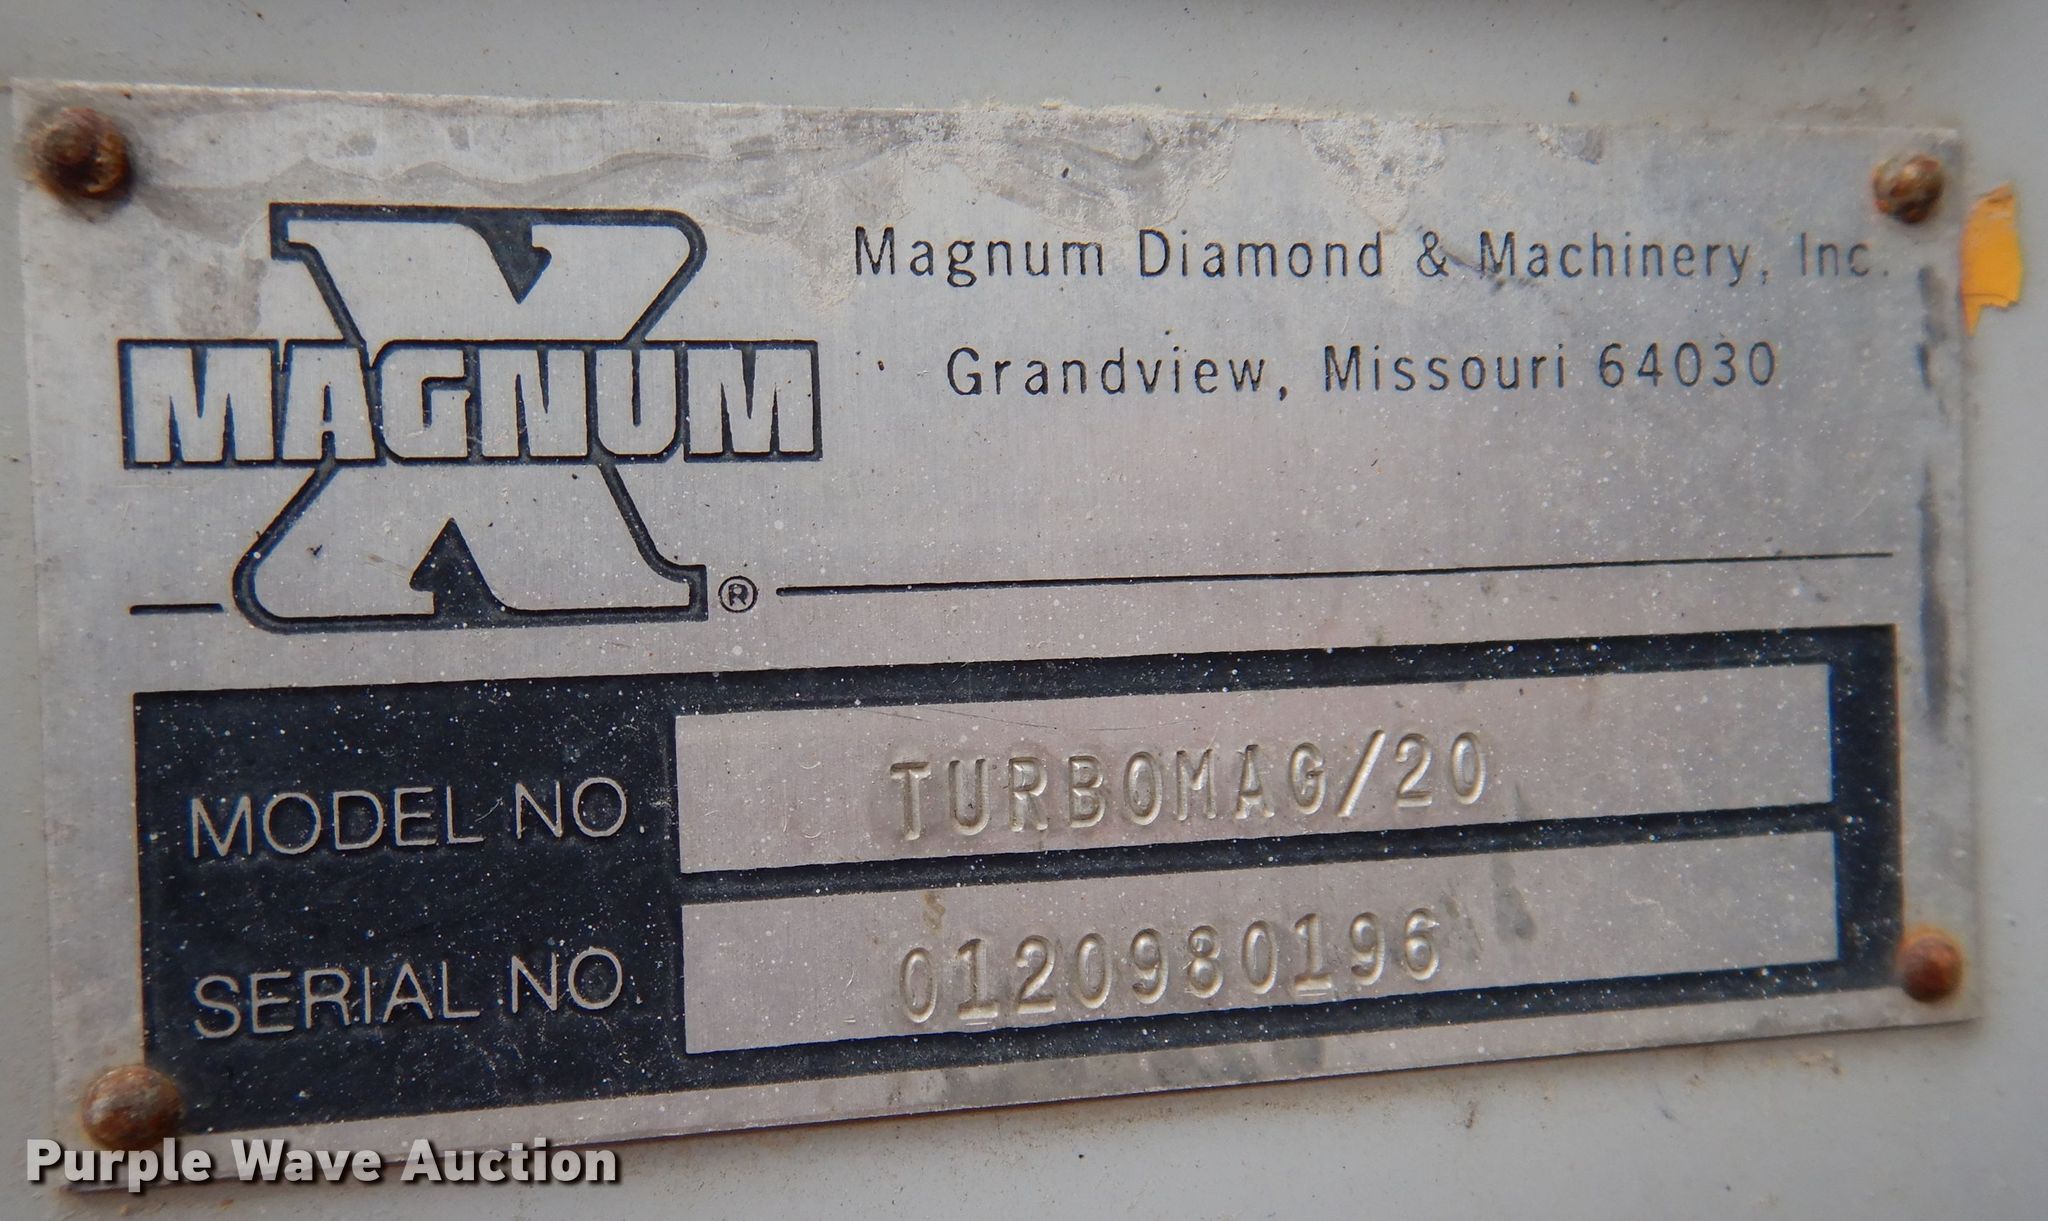 MAGNUM ®
Magnum Diamond & Machinery, Inc.
Grandview, Missouri 64030
MODEL NO. TURBOMAG/20
SERIAL NO. 0120980196
Purple Wave Auction